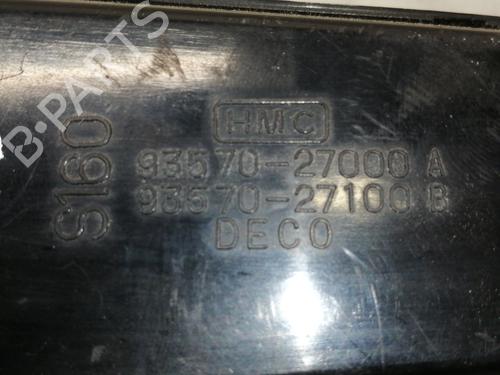 B-PARTS
HMC
S160
93570-27000 A
93570-27100 B
DECO